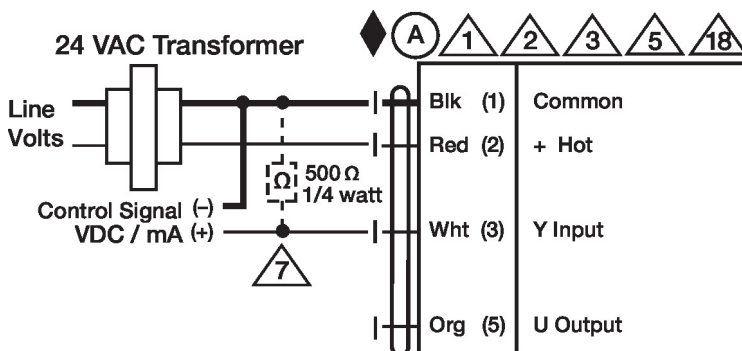 A 1 2 3 5 18
24 VAC Transformer
Line
Volts
Blk (1) Common
Red (2) + Hot
Ω 500 Ω
1/4 watt
Control Signal (–)
VDC / mA (+)
Wht (3) Y Input
7
Org (5) U Output